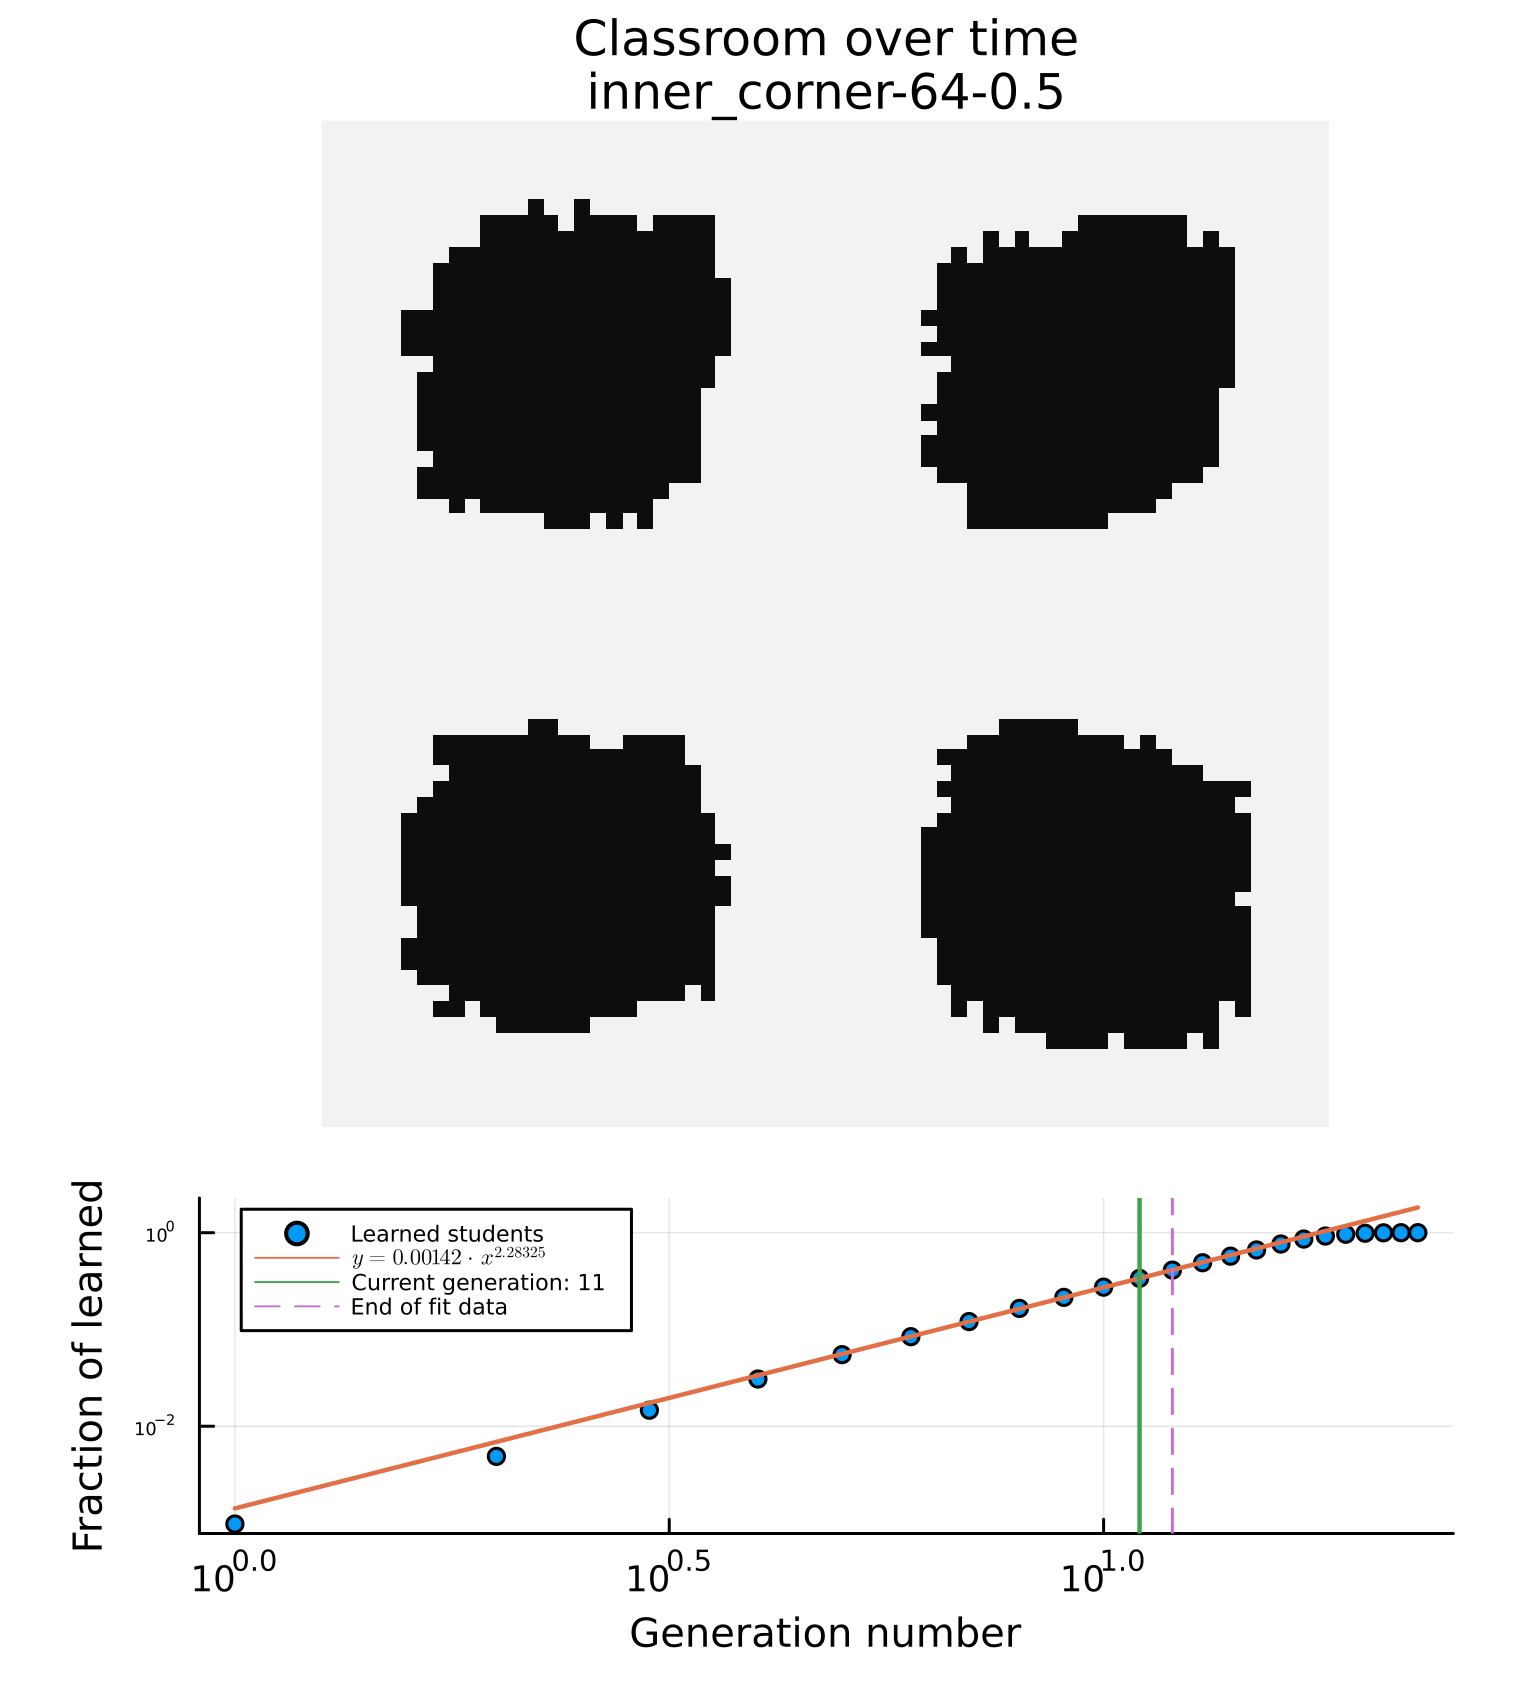 Classroom over time
inner_corner-64-0.5
Fraction of learned
10^0
10^−2
Learned students
y = 0.00142 · x^2.28325
Current generation: 11
End of fit data
10^0.0
10^0.5
10^1.0
Generation number